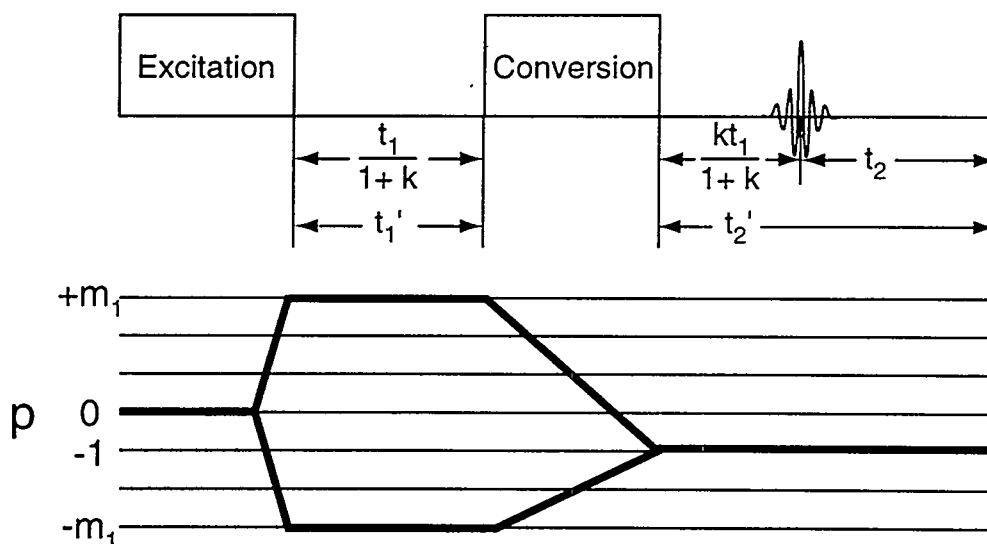 Excitation
Conversion
t₁
1 + k
kt₁
1 + k
t₂
t₁'
t₂'
+m₁
p
0
-1
-m₁